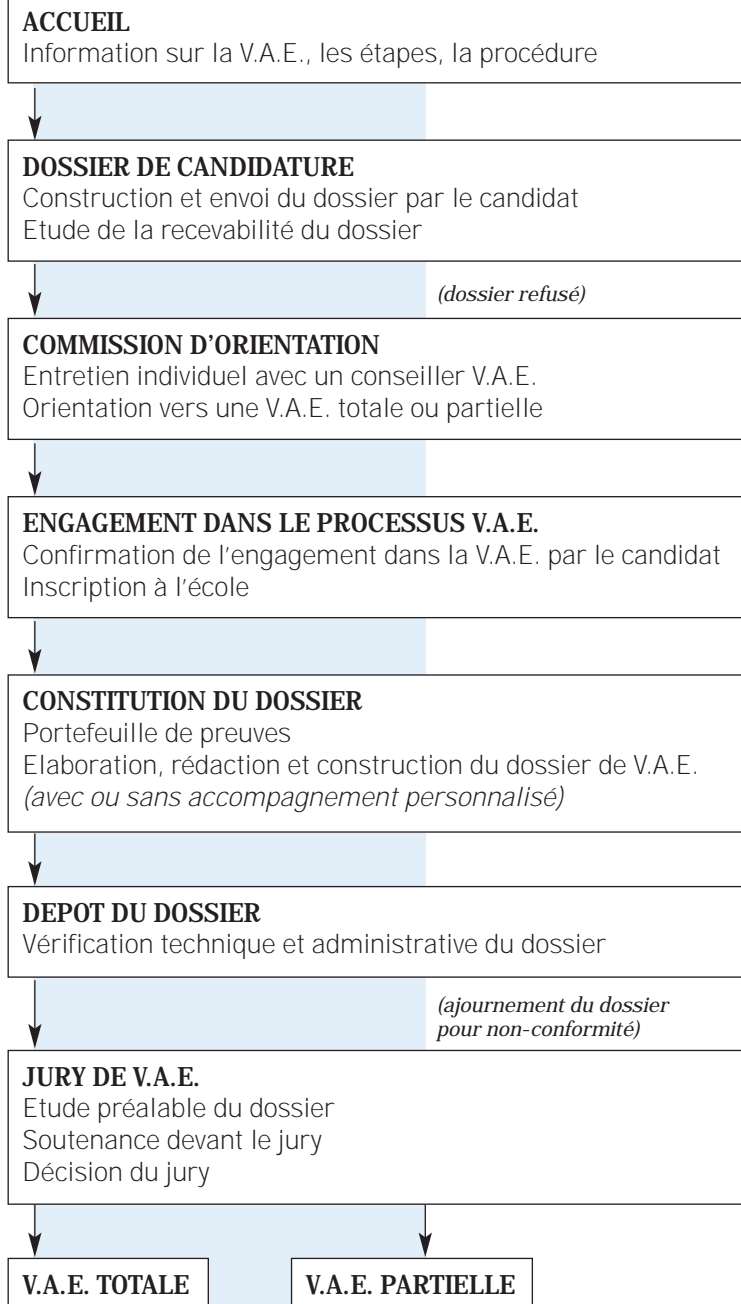 ACCUEIL
Information sur la V.A.E., les étapes, la procédure
DOSSIER DE CANDIDATURE
Construction et envoi du dossier par le candidat
Etude de la recevabilité du dossier
(dossier refusé)
COMMISSION D'ORIENTATION
Entretien individuel avec un conseiller V.A.E.
Orientation vers une V.A.E. totale ou partielle
ENGAGEMENT DANS LE PROCESSUS V.A.E.
Confirmation de l'engagement dans la V.A.E. par le candidat
Inscription à l'école
CONSTITUTION DU DOSSIER
Portefeuille de preuves
Elaboration, rédaction et construction du dossier de V.A.E.
(avec ou sans accompagnement personnalisé)
DEPOT DU DOSSIER
Vérification technique et administrative du dossier
(ajournement du dossier
pour non-conformité)
JURY DE V.A.E.
Etude préalable du dossier
Soutenance devant le jury
Décision du jury
V.A.E. TOTALE
V.A.E. PARTIELLE